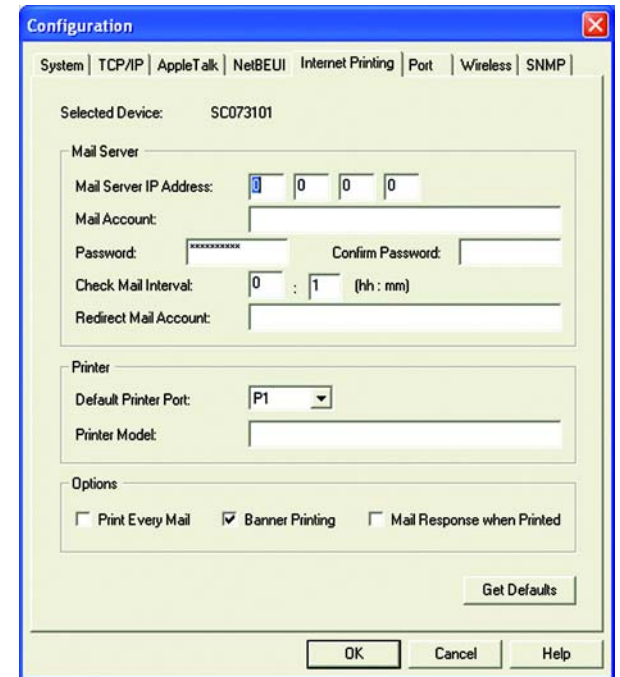 Configuration
System TCP/IP AppleTalk NetBEUI Internet Printing Port Wireless SNMP
Selected Device: SC073101
Mail Server
Mail Server IP Address: 0 0 0 0
Mail Account:
Password: xxxxxxxxxx Confirm Password:
Check Mail Interval: 0 : 1 (hh : mm)
Redirect Mail Account:
Printer
Default Printer Port: P1
Printer Model:
Options
Print Every Mail Banner Printing Mail Response when Printed
Get Defaults
OK Cancel Help